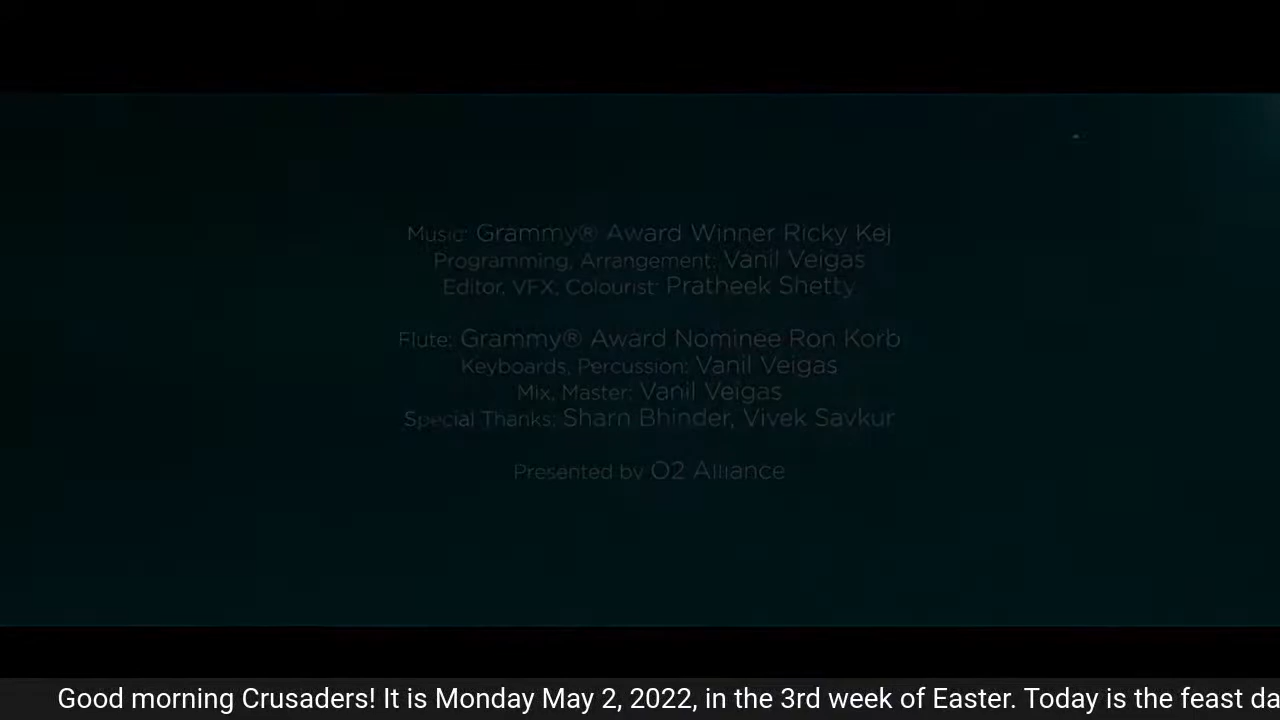 Music: Grammy® Award Winner Ricky Kej
Programming, Arrangement: Vanil Veigas
Editor, VFX, Colourist: Pratheek Shetty
Flute: Grammy® Award Nominee Ron Korb
Keyboards, Percussion: Vanil Veigas
Mix, Master: Vanil Veigas
Special Thanks: Sharn Bhinder, Vivek Savkur
Presented by O2 Alliance
Good morning Crusaders! It is Monday May 2, 2022, in the 3rd week of Easter. Today is the feast da